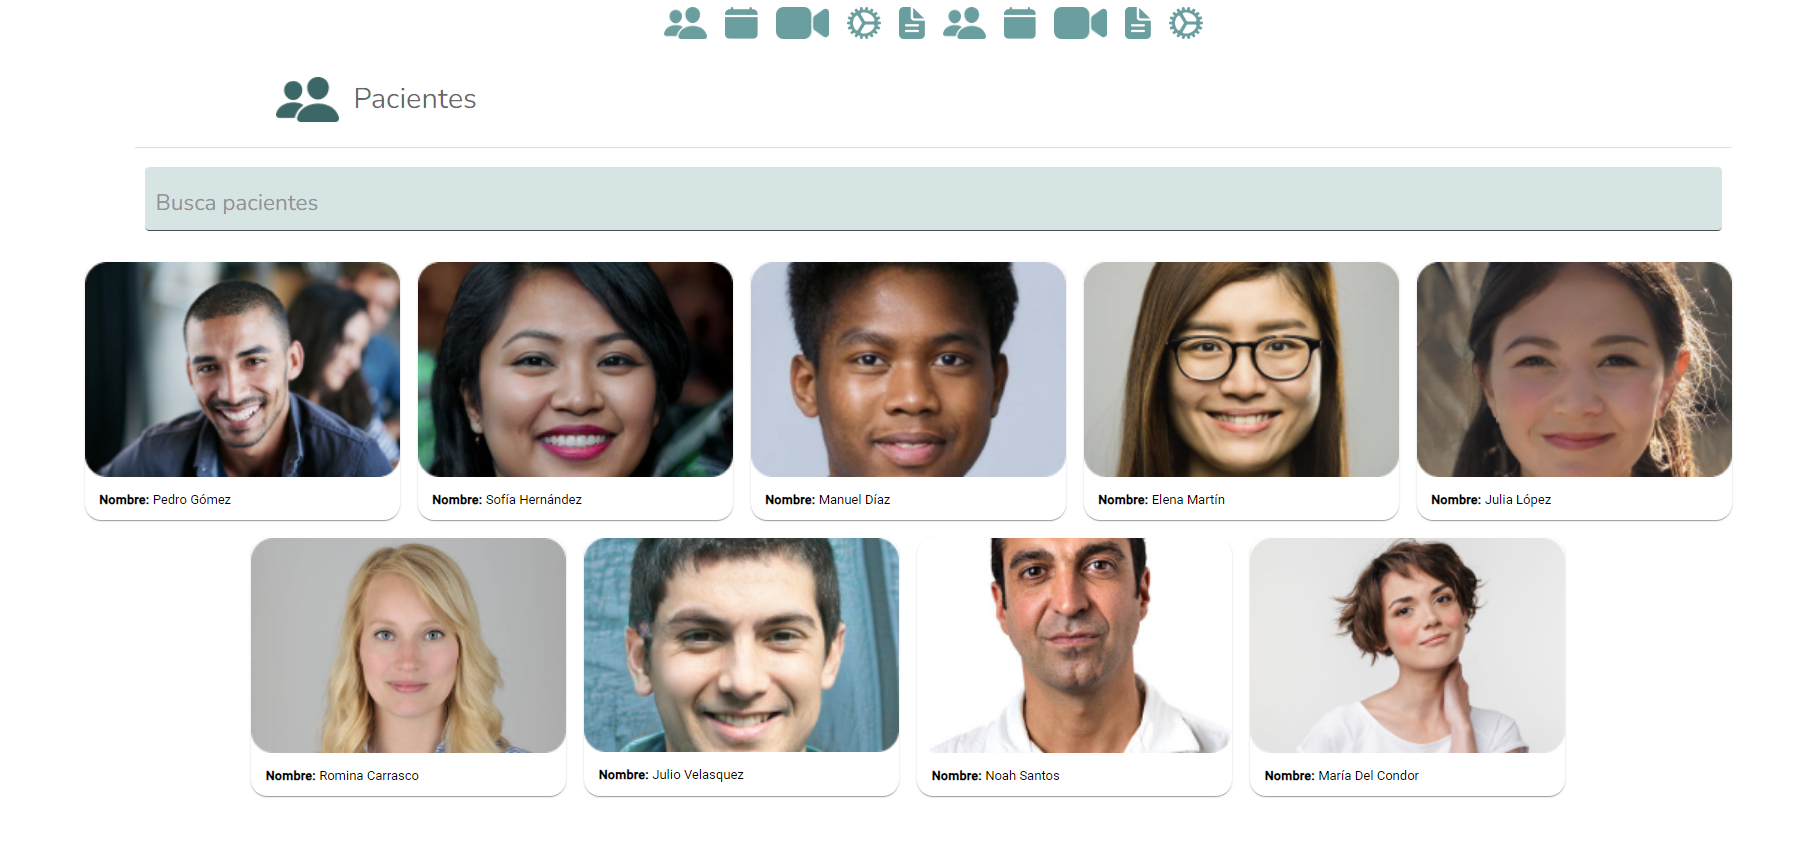 Pacientes
Busca pacientes
Nombre: Pedro Gómez
Nombre: Sofía Hernández
Nombre: Manuel Díaz
Nombre: Elena Martín
Nombre: Julia López
Nombre: Romina Carrasco
Nombre: Julio Velasquez
Nombre: Noah Santos
Nombre: María Del Condor